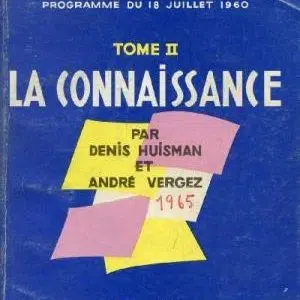 PROGRAMME DU 18 JUILLET 1960
TOME II
LA CONNAISSANCE
PAR
DENIS HUISMAN
ET
ANDRÉ VERGEZ
1965